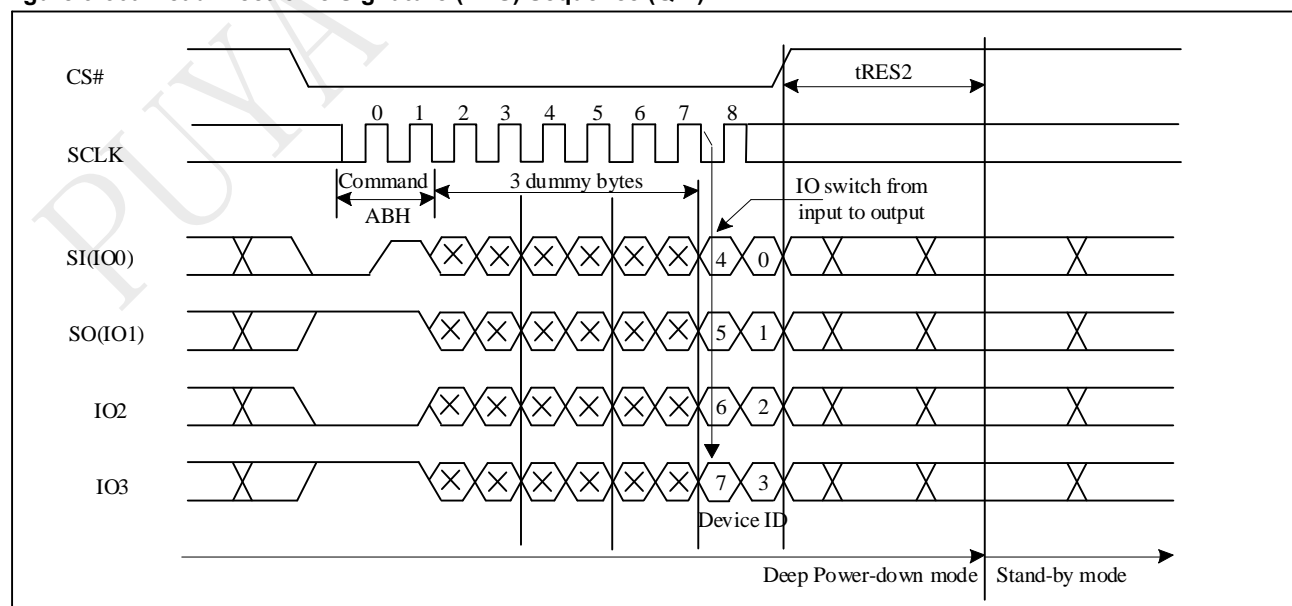 CS#
tRES2
0 1 2 3 4 5 6 7 8
SCLK
Command
3 dummy bytes
IO switch from
input to output
ABH
SI(IO0)
4 0
SO(IO1)
5 1
IO2
6 2
IO3
7 3
Device ID
Deep Power-down mode
Stand-by mode
PUYA